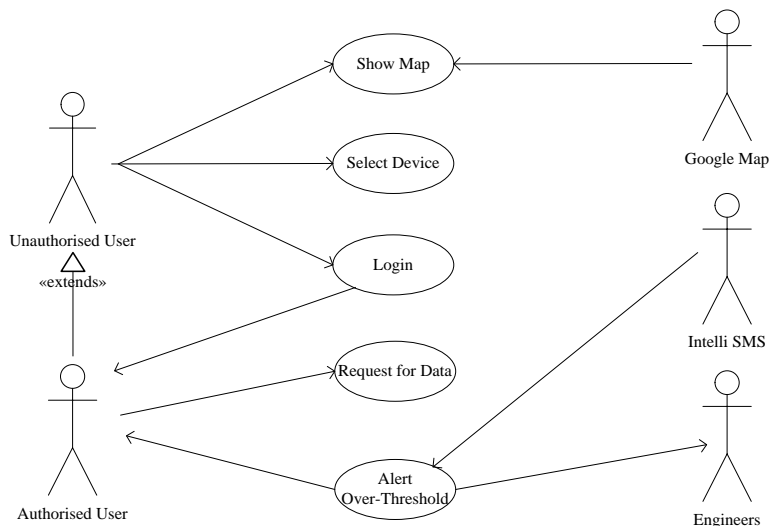 Show Map
Google Map
Select Device
Unauthorised User
«extends»
Login
Intelli SMS
Request for Data
Alert
Over-Threshold
Authorised User
Engineers